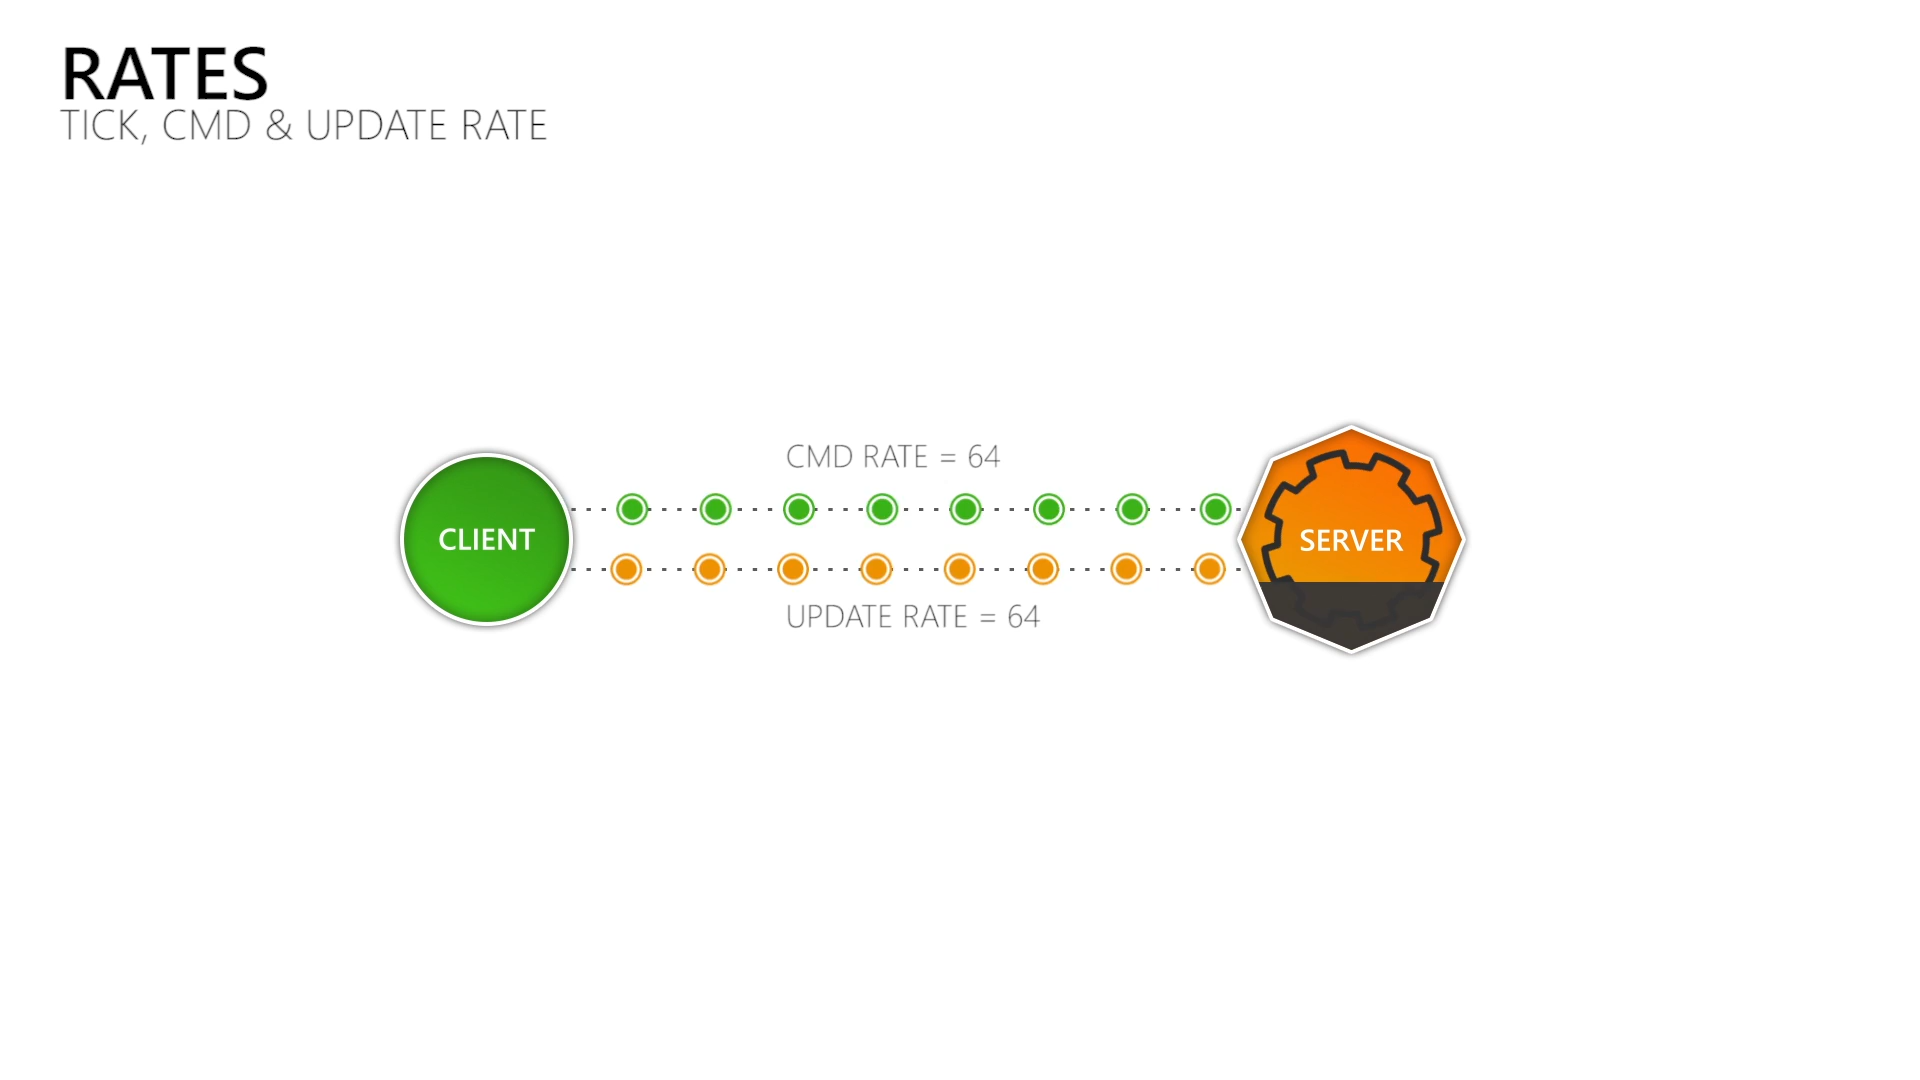 RATES
TICK, CMD & UPDATE RATE
CMD RATE = 64
CLIENT
SERVER
UPDATE RATE = 64